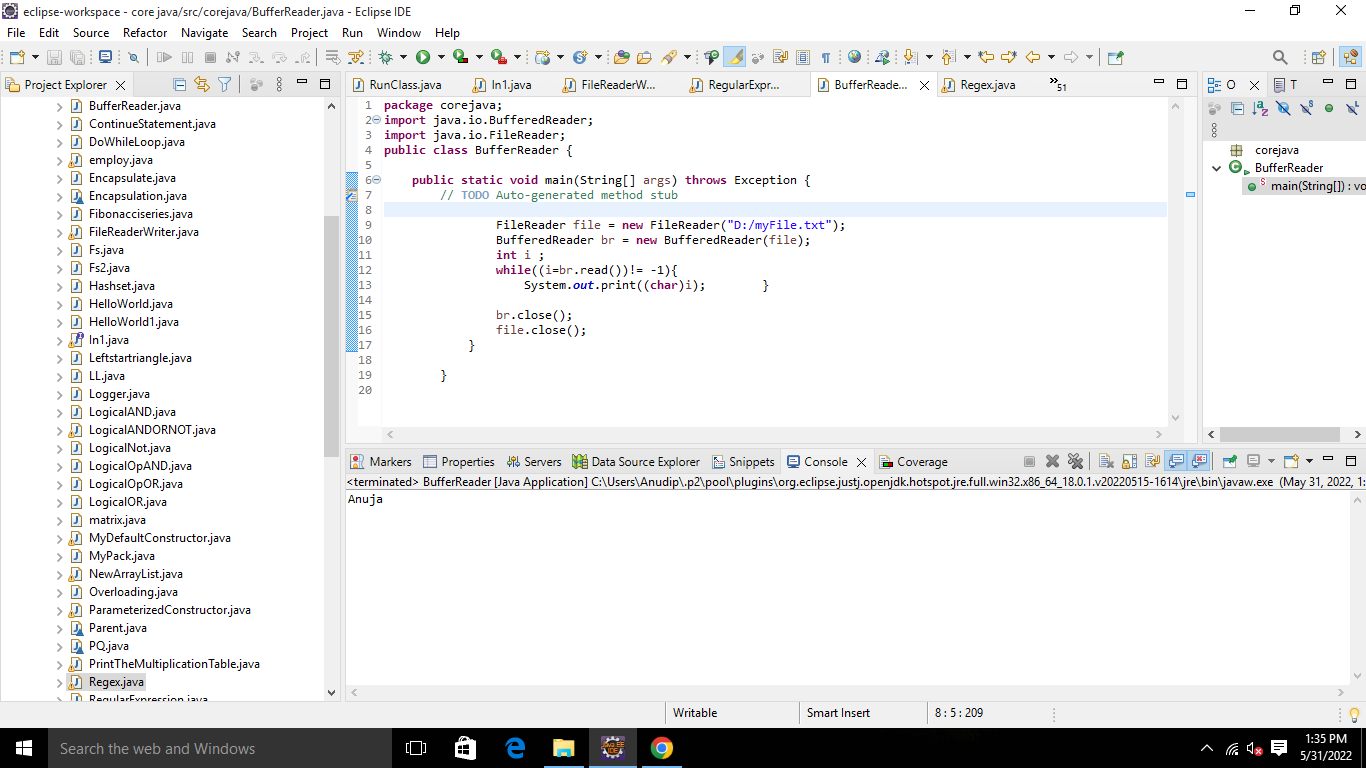 eclipse-workspace - core java/src/corejava/BufferReader.java - Eclipse IDE
File Edit Source Refactor Navigate Search Project Run Window Help
Project Explorer
BufferReader.java
ContinueStatement.java
DoWhileLoop.java
employ.java
Encapsulate.java
Encapsulation.java
Fibonacciseries.java
FileReaderWriter.java
Fs.java
Fs2.java
Hashset.java
HelloWorld.java
HelloWorld1.java
In1.java
Leftstartriangle.java
LL.java
Logger.java
LogicalAND.java
LogicalANDORNOT.java
LogicalNot.java
LogicalOpAND.java
LogicalOpOR.java
LogicalOR.java
matrix.java
MyDefaultConstructor.java
MyPack.java
NewArrayList.java
Overloading.java
ParameterizedConstructor.java
Parent.java
PQ.java
PrintTheMultiplicationTable.java
Regex.java
RegularExpression.java
RunClass.java In1.java FileReaderW... RegularExpr... BufferReade... Regex.java »51
1 package corejava;
2 import java.io.BufferedReader;
3 import java.io.FileReader;
4 public class BufferReader {
5
6 public static void main(String[] args) throws Exception {
7 // TODO Auto-generated method stub
8
9 FileReader file = new FileReader("D:/myFile.txt");
10 BufferedReader br = new BufferedReader(file);
11 int i ;
12 while((i=br.read())!= -1){
13 System.out.print((char)i); }
14
15 br.close();
16 file.close();
17 }
18
19 }
20
O T
corejava
BufferReader
main(String[]) : vo
Markers Properties Servers Data Source Explorer Snippets Console Coverage
<terminated> BufferReader [Java Application] C:\Users\Anudip\.p2\pool\plugins\org.eclipse.justj.openjdk.hotspot.jre.full.win32.x86_64_18.0.1.v20220515-1614\jre\bin\javaw.exe (May 31, 2022, 1:
Anuja
Writable Smart Insert 8 : 5 : 209
Search the web and Windows
1:35 PM
5/31/2022